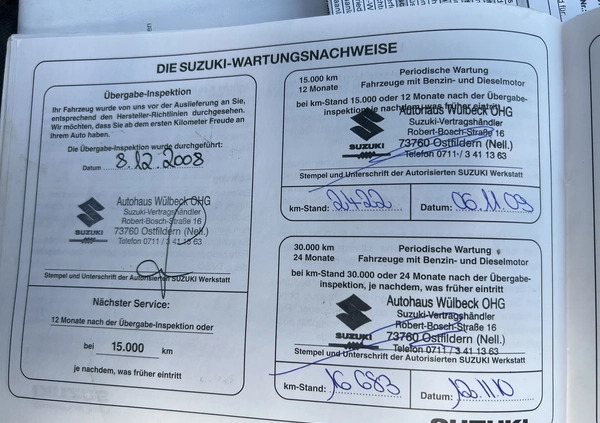 DIE SUZUKI-WARTUNGSNACHWEISE
Übergabe-Inspektion
Ihr Fahrzeug wurde von uns vor der Auslieferung an Sie,
entsprechend den Hersteller-Richtlinien durchgesehen.
Wir möchten, dass Sie ab dem ersten Kilometer Freude an
Ihrem Auto haben.
Die Übergabe-Inspektion wurde durchgeführt:
Datum 8.12.2008
SUZUKI
Autohaus Wülbeck OHG
Suzuki-Vertragshändler
Robert-Bosch-Straße 16
73760 Ostfildern (Nell.)
Telefon 0711 / 3 41 13 63
Stempel und Unterschrift der Autorisierten SUZUKI Werkstatt
Nächster Service:
12 Monate nach der Übergabe-Inspektion oder
bei 15.000 km
je nachdem, was früher eintritt
15.000 km
12 Monate
Periodische Wartung
Fahrzeuge mit Benzin- und Dieselmotor
bei km-Stand 15.000 oder 12 Monate nach der Übergabe-
inspektion, je nachdem, was früher eintritt
SUZUKI
Autohaus Wülbeck OHG
Suzuki-Vertragshändler
Robert-Bosch-Straße 16
73760 Ostfildern (Nell.)
Telefon 0711 / 3 41 13 63
Stempel und Unterschrift der Autorisierten SUZUKI Werkstatt
km-Stand: Datum: 06.11.09
30.000 km
24 Monate
Periodische Wartung
Fahrzeuge mit Benzin- und Dieselmotor
bei km-Stand 30.000 oder 24 Monate nach der Übergabe-
inspektion, je nachdem, was früher eintritt
SUZUKI
Autohaus Wülbeck OHG
Suzuki-Vertragshändler
Robert-Bosch-Straße 16
73760 Ostfildern (Nell.)
Telefon 0711 / 3 41 13 63
Stempel und Unterschrift der Autorisierten SUZUKI Werkstatt
km-Stand: 16 683 Datum:
SUZUKI